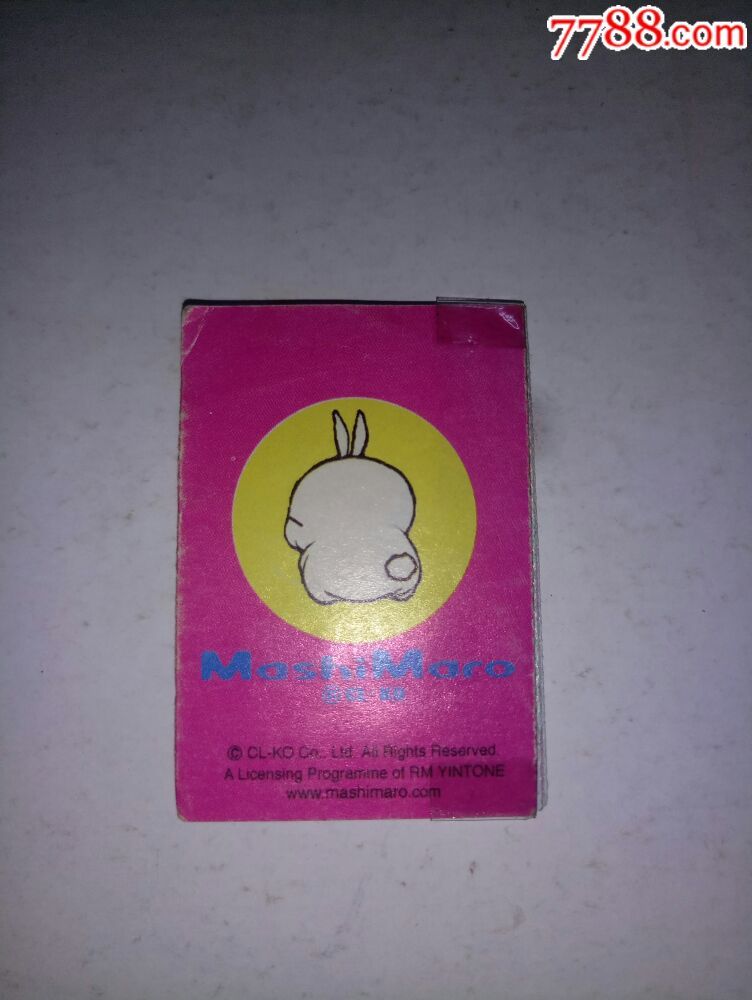 7788.com
MashiMaro
© CL-KO Co., Ltd. All Rights Reserved.
A Licensing Programme of RM YINTONE
www.mashimaro.com